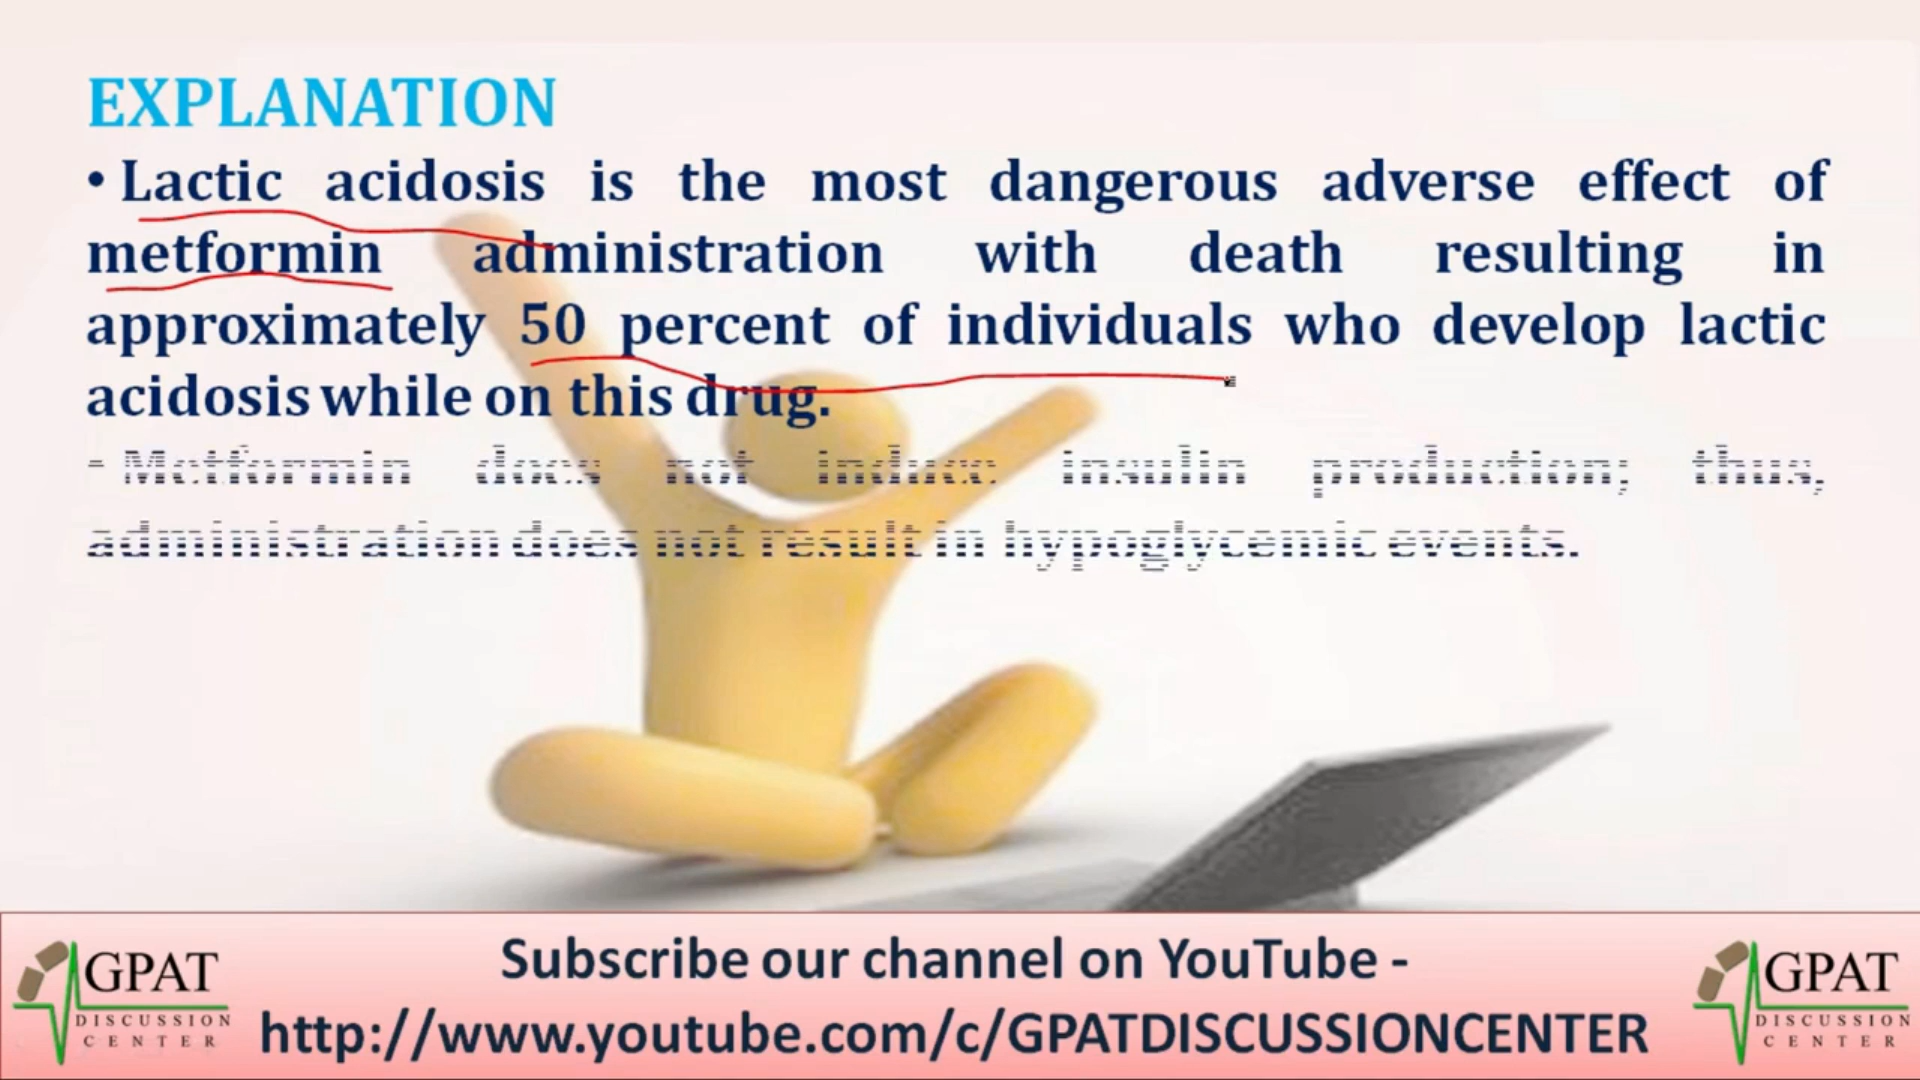 EXPLANATION
• Lactic acidosis is the most dangerous adverse effect of
metformin administration with death resulting in
approximately 50 percent of individuals who develop lactic
acidosis while on this drug.
- Metformin does not induce insulin production; thus,
administration does not result in hypoglycemic events.
GPAT
DISCUSSION
CENTER
Subscribe our channel on YouTube -
http://www.youtube.com/c/GPATDISCUSSIONCENTER
GPAT
DISCUSSION
CENTER